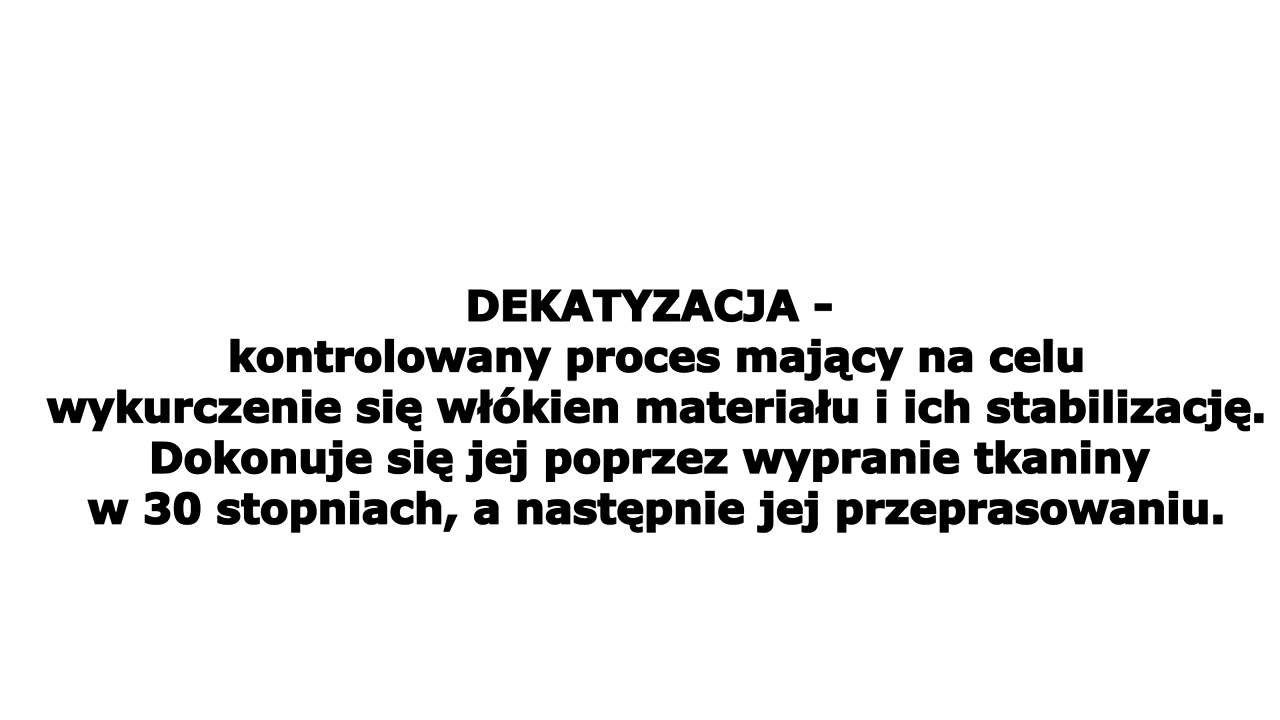 DEKATYZACJA -
kontrolowany proces mający na celu
wykurczenie się włókien materiału i ich stabilizację.
Dokonuje się jej poprzez wypranie tkaniny
w 30 stopniach, a następnie jej przeprasowaniu.